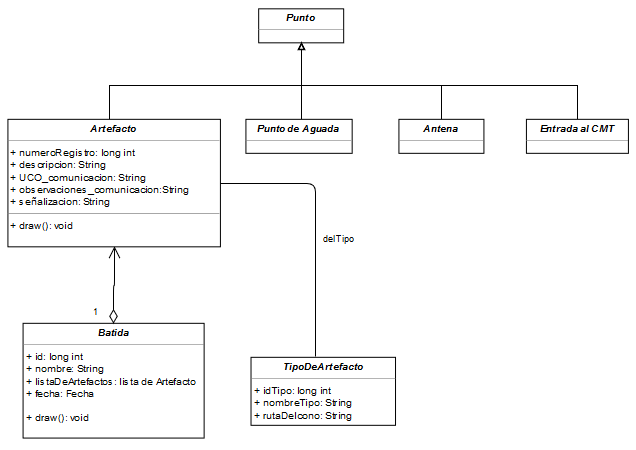 Punto
Artefacto
+ numeroRegistro: long int
+ descripcion: String
+ UCO_comunicacion: String
+ observaciones_comunicacion:String
+ señalizacion: String
+ draw(): void
Punto de Aguada
Antena
Entrada al CMT
delTipo
1
Batida
+ id: long int
+ nombre: String
+ listaDeArtefactos: lista de Artefacto
+ fecha: Fecha
+ draw(): void
TipoDeArtefacto
+ idTipo: long int
+ nombreTipo: String
+ rutaDeIcono: String